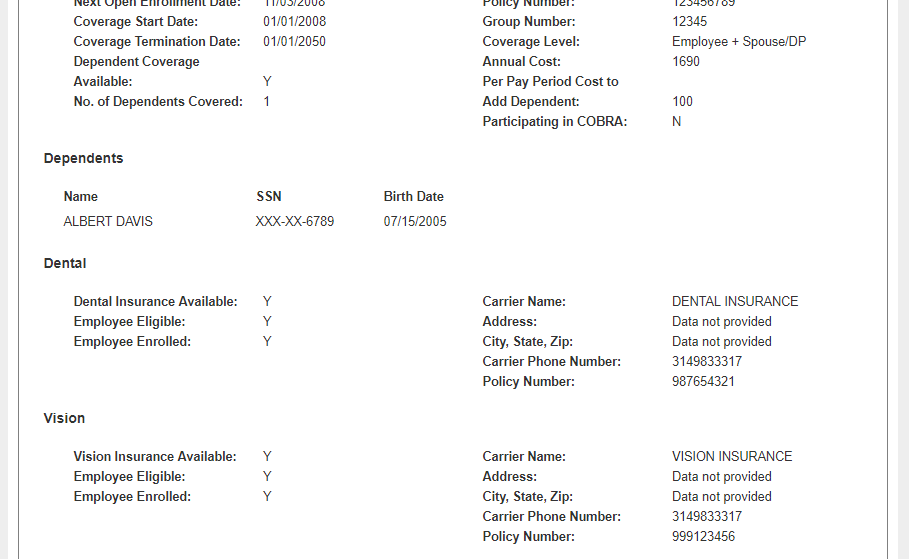 Next Open Enrollment Date: 11/03/2008 Policy Number: 123456789
Coverage Start Date: 01/01/2008 Group Number: 12345
Coverage Termination Date: 01/01/2050 Coverage Level: Employee + Spouse/DP
Dependent Coverage Annual Cost: 1690
Available: Y Per Pay Period Cost to
No. of Dependents Covered: 1 Add Dependent: 100
Participating in COBRA: N
Dependents
Name SSN Birth Date
ALBERT DAVIS XXX-XX-6789 07/15/2005
Dental
Dental Insurance Available: Y Carrier Name: DENTAL INSURANCE
Employee Eligible: Y Address: Data not provided
Employee Enrolled: Y City, State, Zip: Data not provided
Carrier Phone Number: 3149833317
Policy Number: 987654321
Vision
Vision Insurance Available: Y Carrier Name: VISION INSURANCE
Employee Eligible: Y Address: Data not provided
Employee Enrolled: Y City, State, Zip: Data not provided
Carrier Phone Number: 3149833317
Policy Number: 999123456